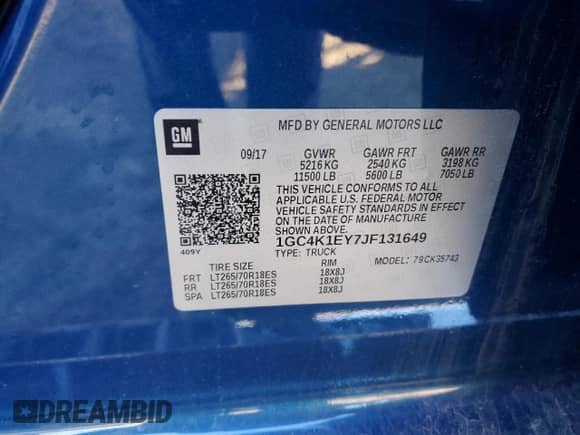 GM
MFD BY GENERAL MOTORS LLC
09/17 GVWR GAWR FRT GAWR RR
5216 KG 2540 KG 3198 KG
11500 LB 5600 LB 7050 LB
THIS VEHICLE CONFORMS TO ALL
APPLICABLE U.S. FEDERAL MOTOR
VEHICLE SAFETY STANDARDS IN EFFECT
ON THE DATE OF MANUFACTURE
SHOWN ABOVE.
409Y
1GC4K1EY7JF131649
TYPE: TRUCK MODEL: 79CK35743
TIRE SIZE RIM
FRT LT265/70R18ES 18X8J
RR LT265/70R18ES 18X8J
SPA LT265/70R18ES 18X8J
DREAMBID